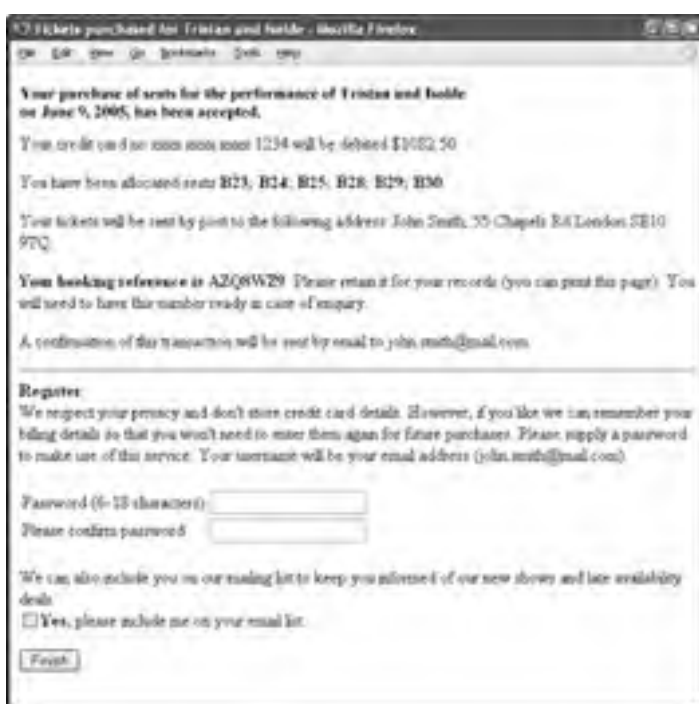 Tickets purchased for Tristan und Isolde - Mozilla Firefox
File Edit View Go Bookmarks Tools Help
Your purchase of seats for the performance of Tristan und Isolde
on June 9, 2005, has been accepted.
Your credit card no xxxx xxxx xxxx 1234 will be debited $1082.50
You have been allocated seats B23; B24; B25; B28; B29; B30
Your tickets will be sent by post to the following address: John Smith, 55 Chapels Rd London SE10
97Q.
Your booking reference is AZQ8W29. Please retain it for your records (you can print this page). You
will need to have this number ready in case of enquiry.
A confirmation of this transaction will be sent by email to john.smith@mail.com
Register
We respect your privacy and don't store credit card details. However, if you like we can remember your
billing details so that you won't need to enter them again for future purchases. Please supply a password
to make use of this service. Your username will be your email address (john.smith@mail.com)
Password (6-18 characters)
Please confirm password
We can also include you on our mailing list to keep you informed of our new shows and late availability
deals
Yes, please include me on your email list.
Finish